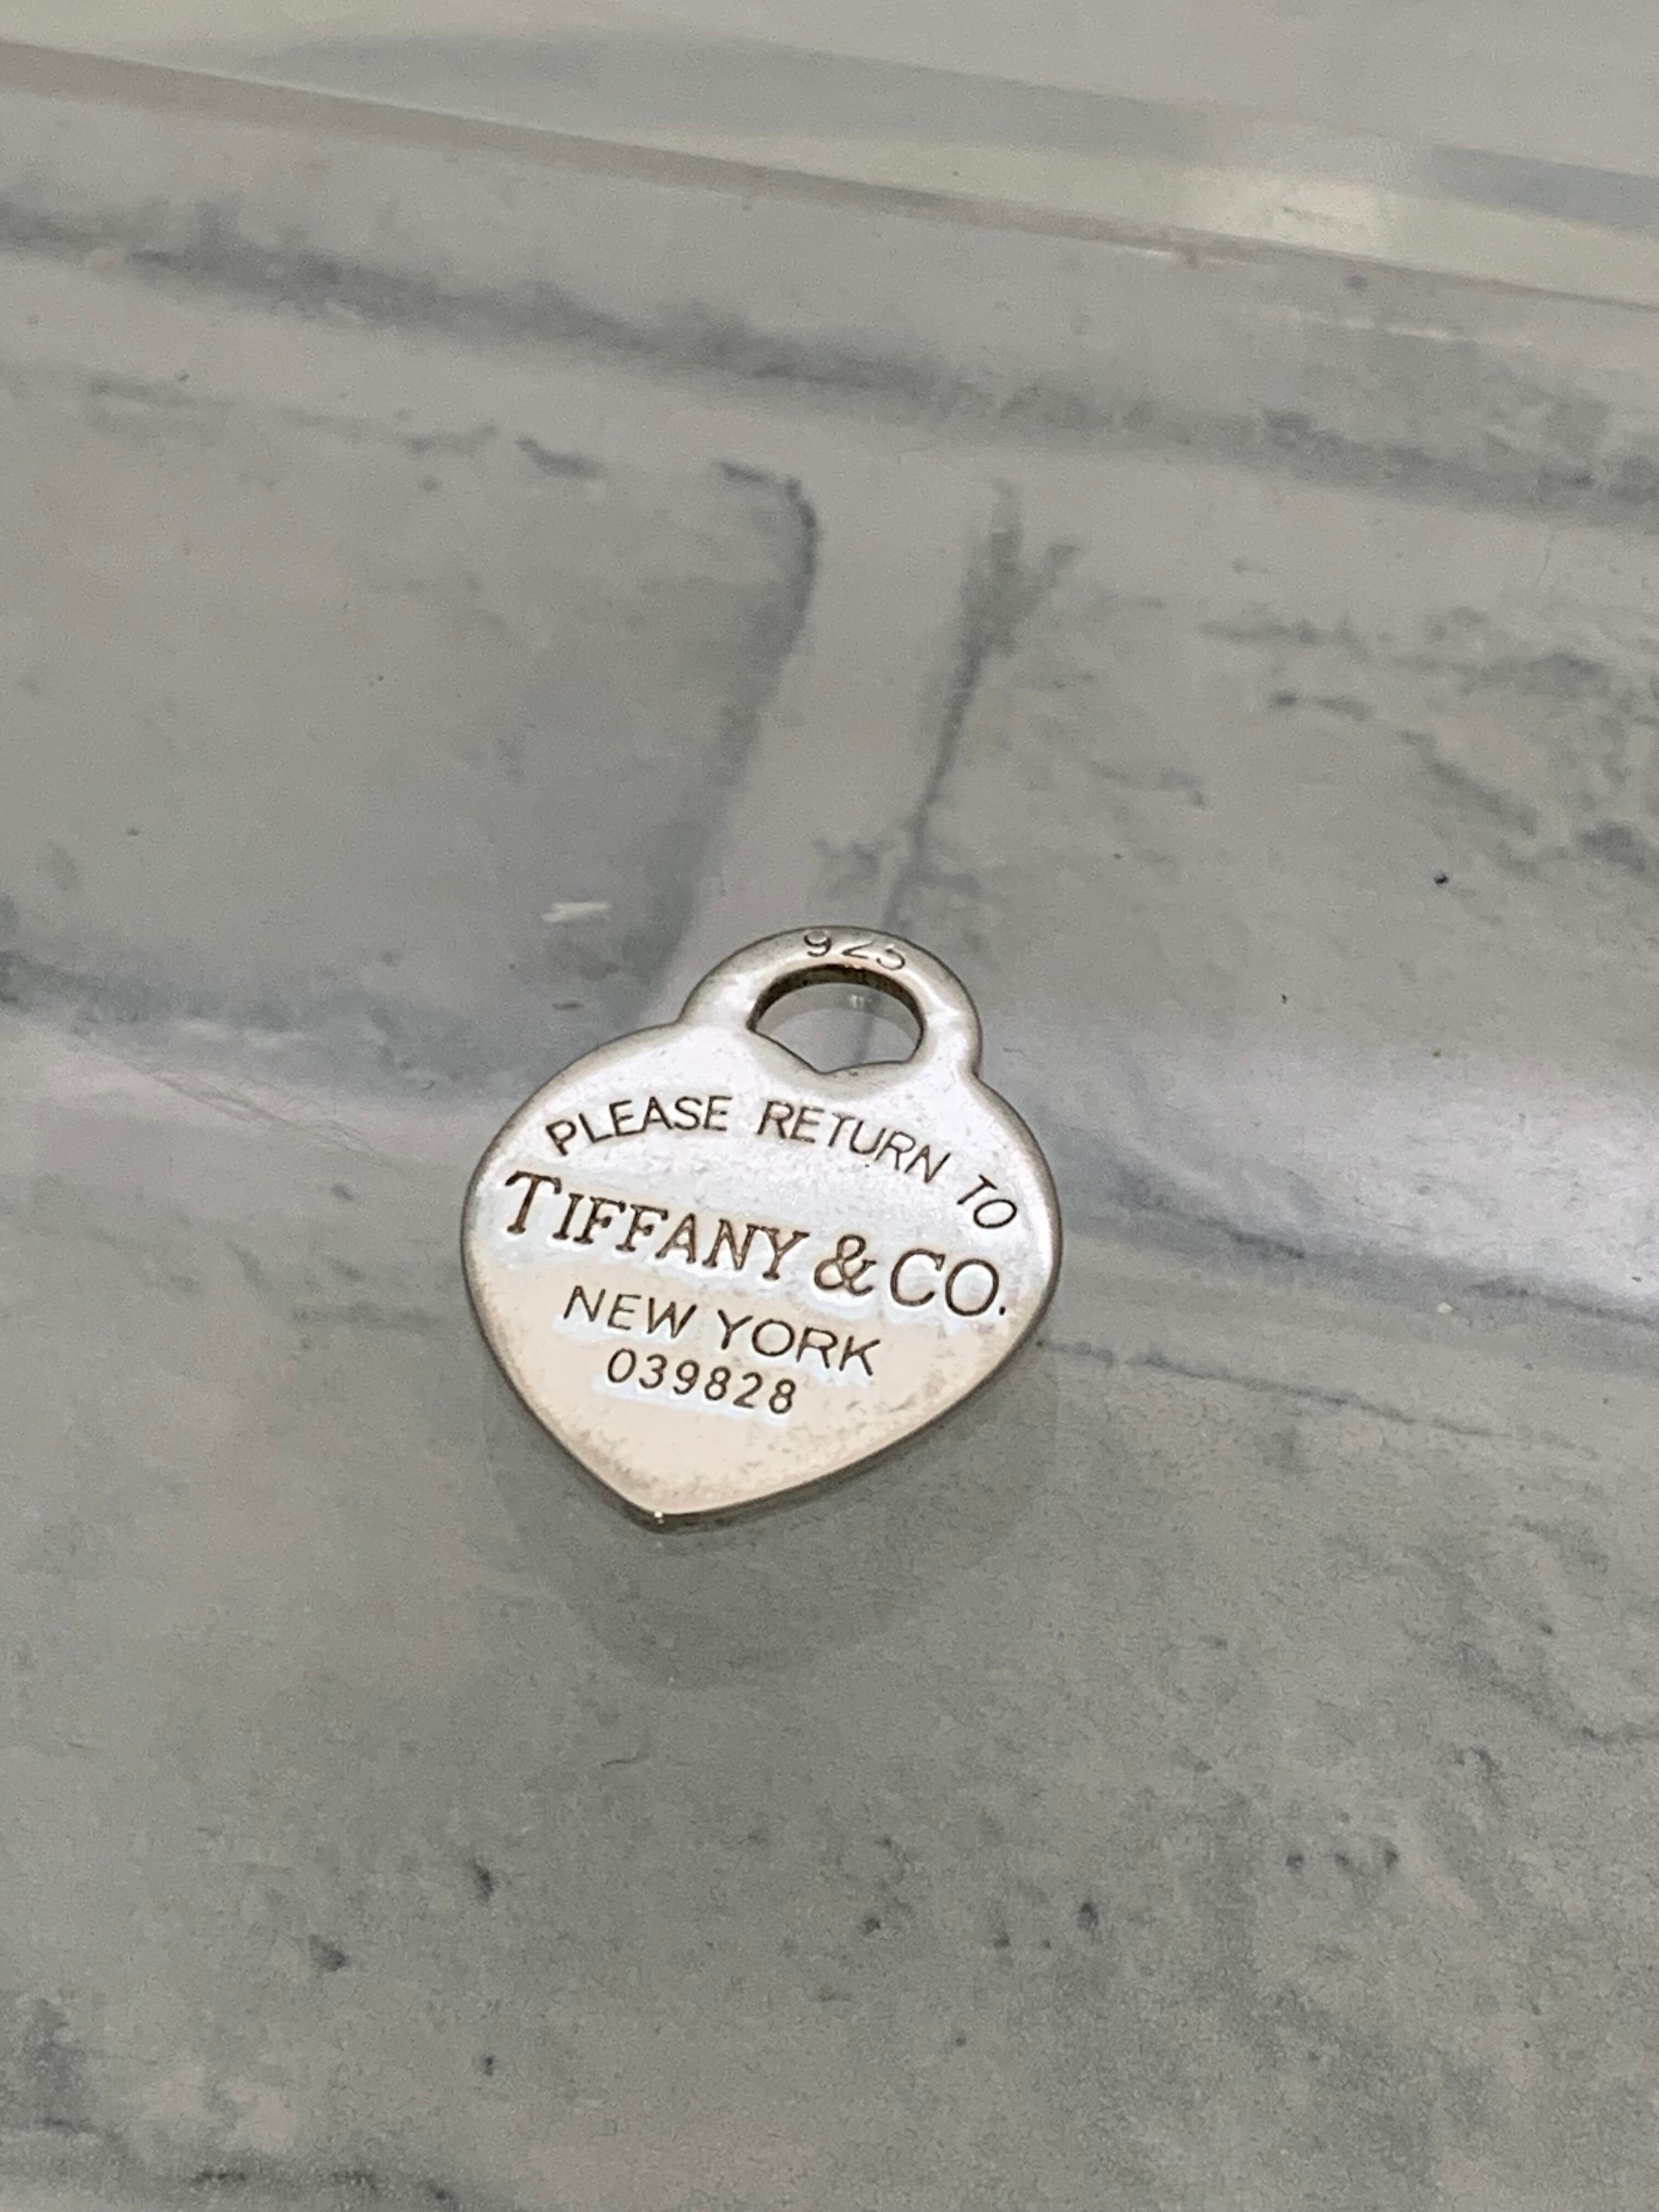 925
PLEASE RETURN TO
TIFFANY & CO.
NEW YORK
039828